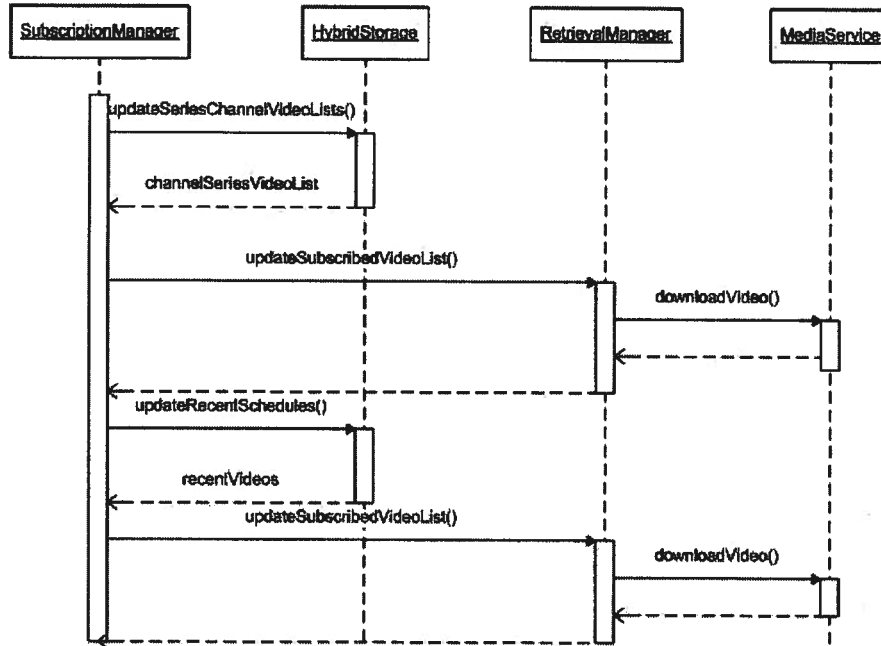 SubscriptionManager
HybridStorage
RetrievalManager
MediaService
updateSeriesChannelVideoLists()
channelSeriesVideoList
updateSubscribedVideoList()
downloadVideo()
updateRecentSchedules()
recentVideos
updateSubscribedVideoList()
downloadVideo()